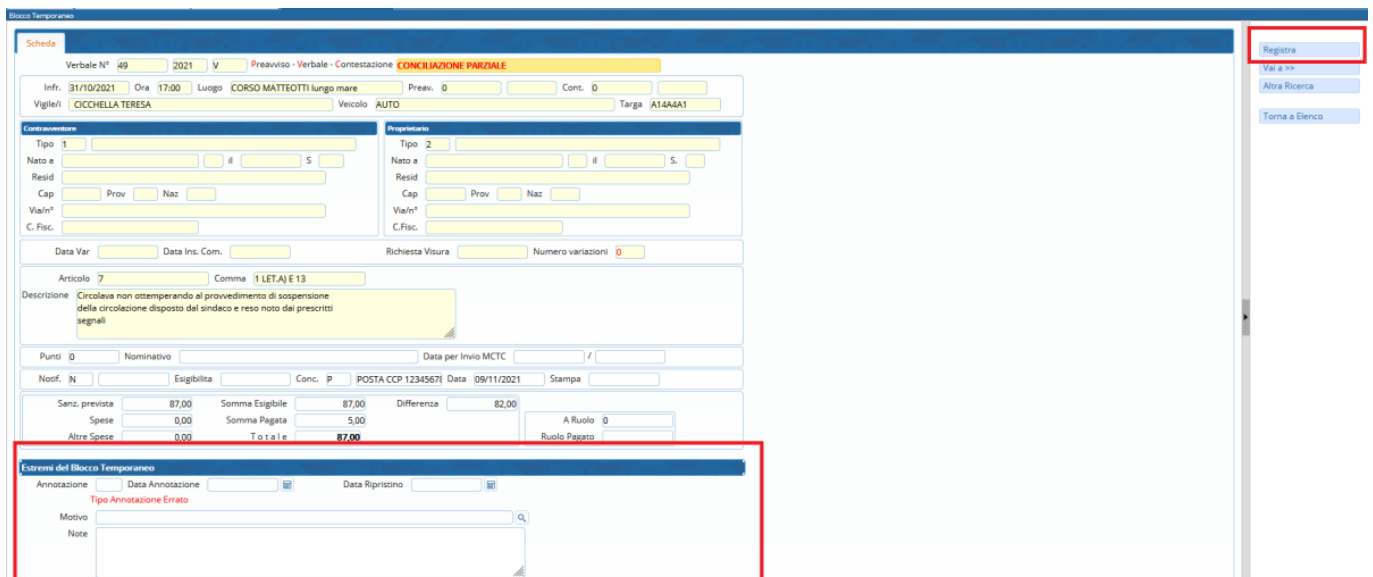 Blocco Temporaneo
Scheda
Verbale N° 49 2021 V Preavviso - Verbale - Contestazione CONCILIAZIONE PARZIALE
Infr. 31/10/2021 Ora 17:00 Luogo CORSO MATTEOTTI lungo mare Preav. 0 Cont. 0
Vigile/i CICCHELLA TERESA Veicolo AUTO Targa A14A4A1
Contravventore Proprietario
Tipo 1 Tipo 2
Nato a il S Nato a il S.
Resid Resid
Cap Prov Naz Cap Prov Naz
Via/n° Via/n°
C. Fisc. C.Fisc.
Data Var Data Ins. Com. Richiesta Visura Numero variazioni 0
Articolo 7 Comma 1 LET.A) E 13
Descrizione Circolava non ottemperando al provvedimento di sospensione
della circolazione disposto dal sindaco e reso noto dai prescritti
segnali
Punti 0 Nominativo Data per Invio MCTC /
Notif. N Esigibilita Conc. P POSTA CCP 12345678 Data 09/11/2021 Stampa
Sanz. prevista 87,00 Somma Esigibile 87,00 Differenza 82,00
Spese 0,00 Somma Pagata 5,00 A Ruolo 0
Altre Spese 0,00 T o t a l e 87,00 Ruolo Pagato
Estremi del Blocco Temporaneo
Annotazione Data Annotazione Data Ripristino
Tipo Annotazione Errato
Motivo
Note
Registra
Vai a >>
Altra Ricerca
Torna a Elenco